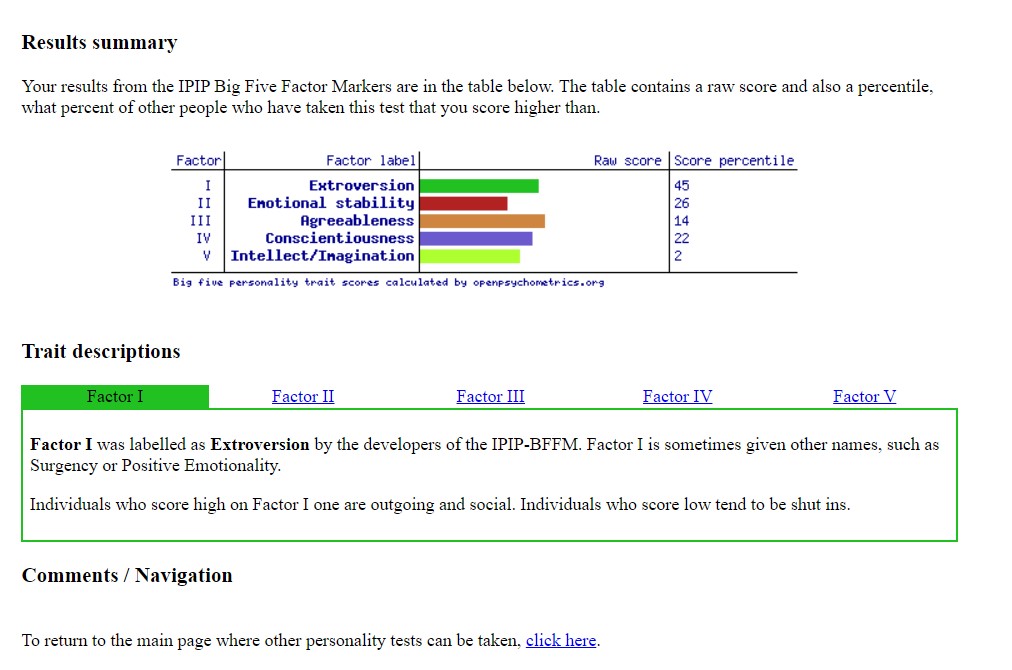 Results summary
Your results from the IPIP Big Five Factor Markers are in the table below. The table contains a raw score and also a percentile,
what percent of other people who have taken this test that you score higher than.
Factor Factor label Raw score Score percentile
I Extroversion 45
II Emotional stability 26
III Agreeableness 14
IV Conscientiousness 22
V Intellect/Imagination 2
Big five personality trait scores calculated by openpsychometrics.org
Trait descriptions
Factor I Factor II Factor III Factor IV Factor V
Factor I was labelled as Extroversion by the developers of the IPIP-BFFM. Factor I is sometimes given other names, such as
Surgency or Positive Emotionality.
Individuals who score high on Factor I one are outgoing and social. Individuals who score low tend to be shut ins.
Comments / Navigation
To return to the main page where other personality tests can be taken, click here.